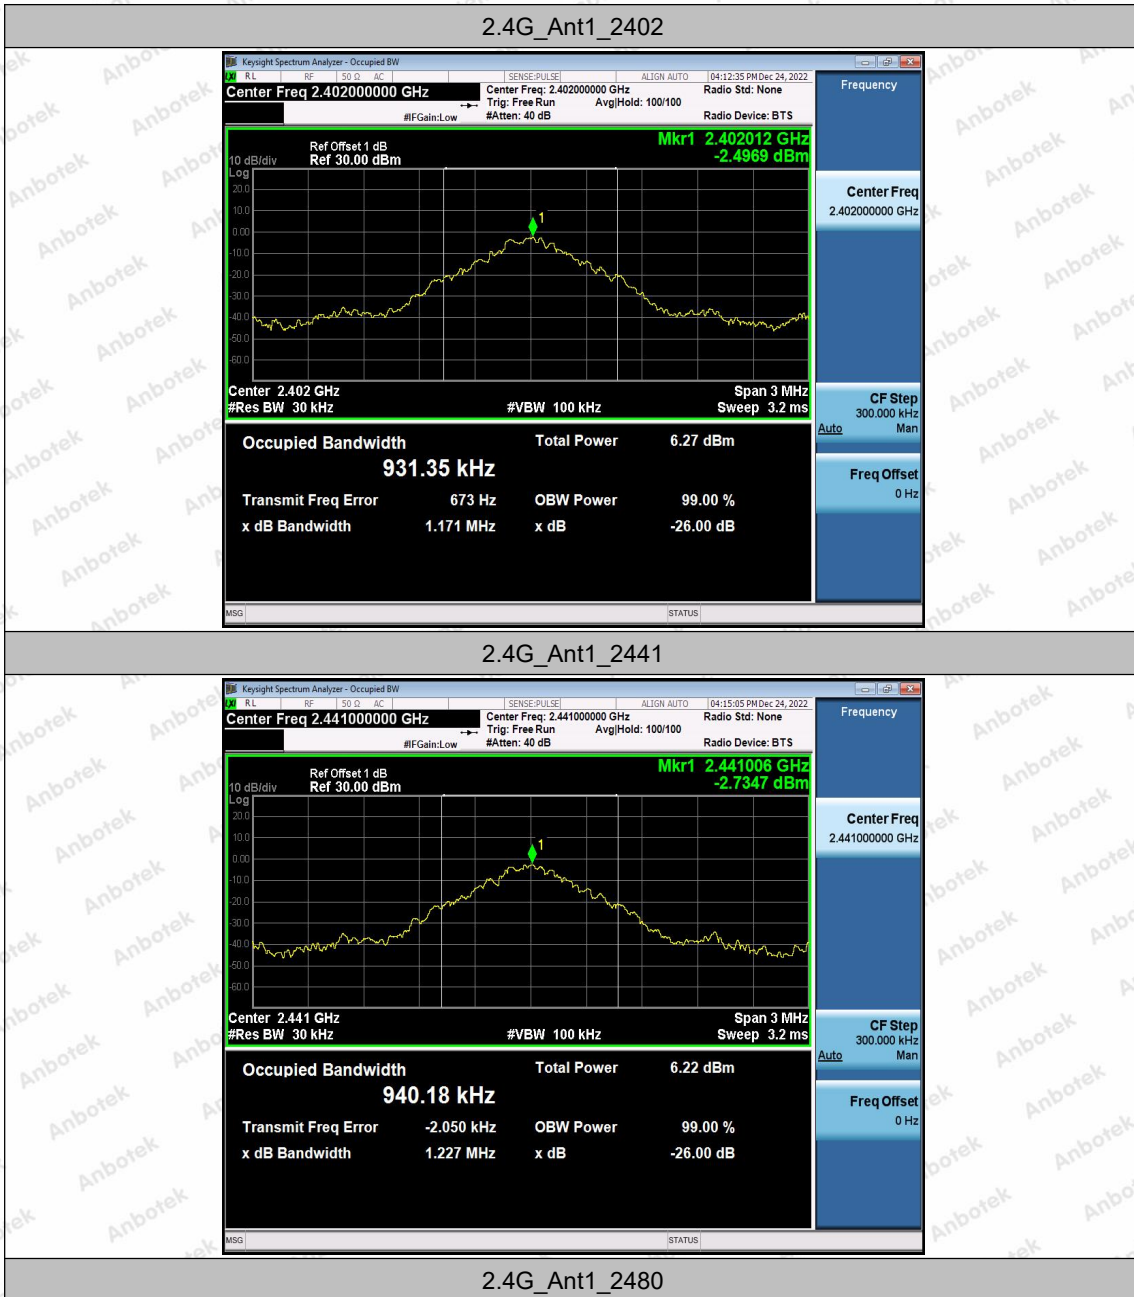 2.4G_Ant1_2402
Keysight Spectrum Analyzer - Occupied BW
LXI RL RF 50 Ω AC SENSE:PULSE ALIGN AUTO 04:12:35 PM Dec 24, 2022
Center Freq 2.402000000 GHz
Center Freq: 2.402000000 GHz
Radio Std: None
Trig: Free Run Avg|Hold: 100/100
#IFGain:Low #Atten: 40 dB Radio Device: BTS
Frequency
Mkr1 2.402012 GHz
-2.4969 dBm
Ref Offset 1 dB
10 dB/div Ref 30.00 dBm
Log
20.0
10.0
0.00
-10.0
-20.0
-30.0
-40.0
-50.0
-60.0
1
Center 2.402 GHz Span 3 MHz
#Res BW 30 kHz #VBW 100 kHz Sweep 3.2 ms
Occupied Bandwidth Total Power 6.27 dBm
931.35 kHz
Transmit Freq Error 673 Hz OBW Power 99.00 %
x dB Bandwidth 1.171 MHz x dB -26.00 dB
Center Freq
2.402000000 GHz
CF Step
300.000 kHz
Auto Man
Freq Offset
0 Hz
MSG STATUS
2.4G_Ant1_2441
Keysight Spectrum Analyzer - Occupied BW
LXI RL RF 50 Ω AC SENSE:PULSE ALIGN AUTO 04:15:05 PM Dec 24, 2022
Center Freq 2.441000000 GHz
Center Freq: 2.441000000 GHz
Radio Std: None
Trig: Free Run Avg|Hold: 100/100
#IFGain:Low #Atten: 40 dB Radio Device: BTS
Frequency
Mkr1 2.441006 GHz
-2.7347 dBm
Ref Offset 1 dB
10 dB/div Ref 30.00 dBm
Log
20.0
10.0
0.00
-10.0
-20.0
-30.0
-40.0
-50.0
-60.0
1
Center 2.441 GHz Span 3 MHz
#Res BW 30 kHz #VBW 100 kHz Sweep 3.2 ms
Occupied Bandwidth Total Power 6.22 dBm
940.18 kHz
Transmit Freq Error -2.050 kHz OBW Power 99.00 %
x dB Bandwidth 1.227 MHz x dB -26.00 dB
Center Freq
2.441000000 GHz
CF Step
300.000 kHz
Auto Man
Freq Offset
0 Hz
MSG STATUS
2.4G_Ant1_2480